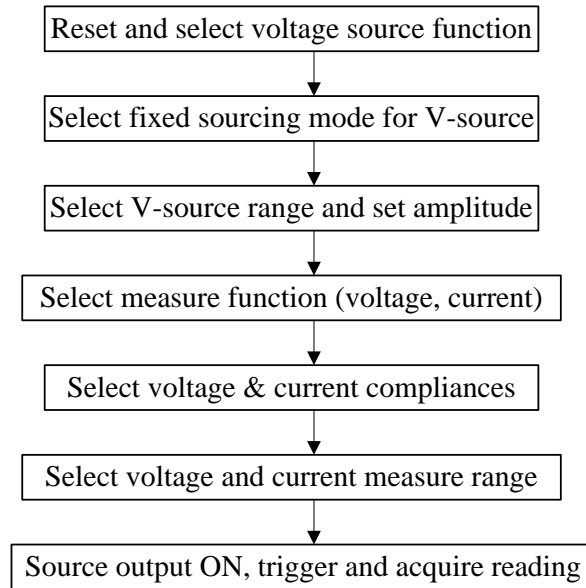 Reset and select voltage source function
Select fixed sourcing mode for V-source
Select V-source range and set amplitude
Select measure function (voltage, current)
Select voltage & current compliances
Select voltage and current measure range
Source output ON, trigger and acquire reading